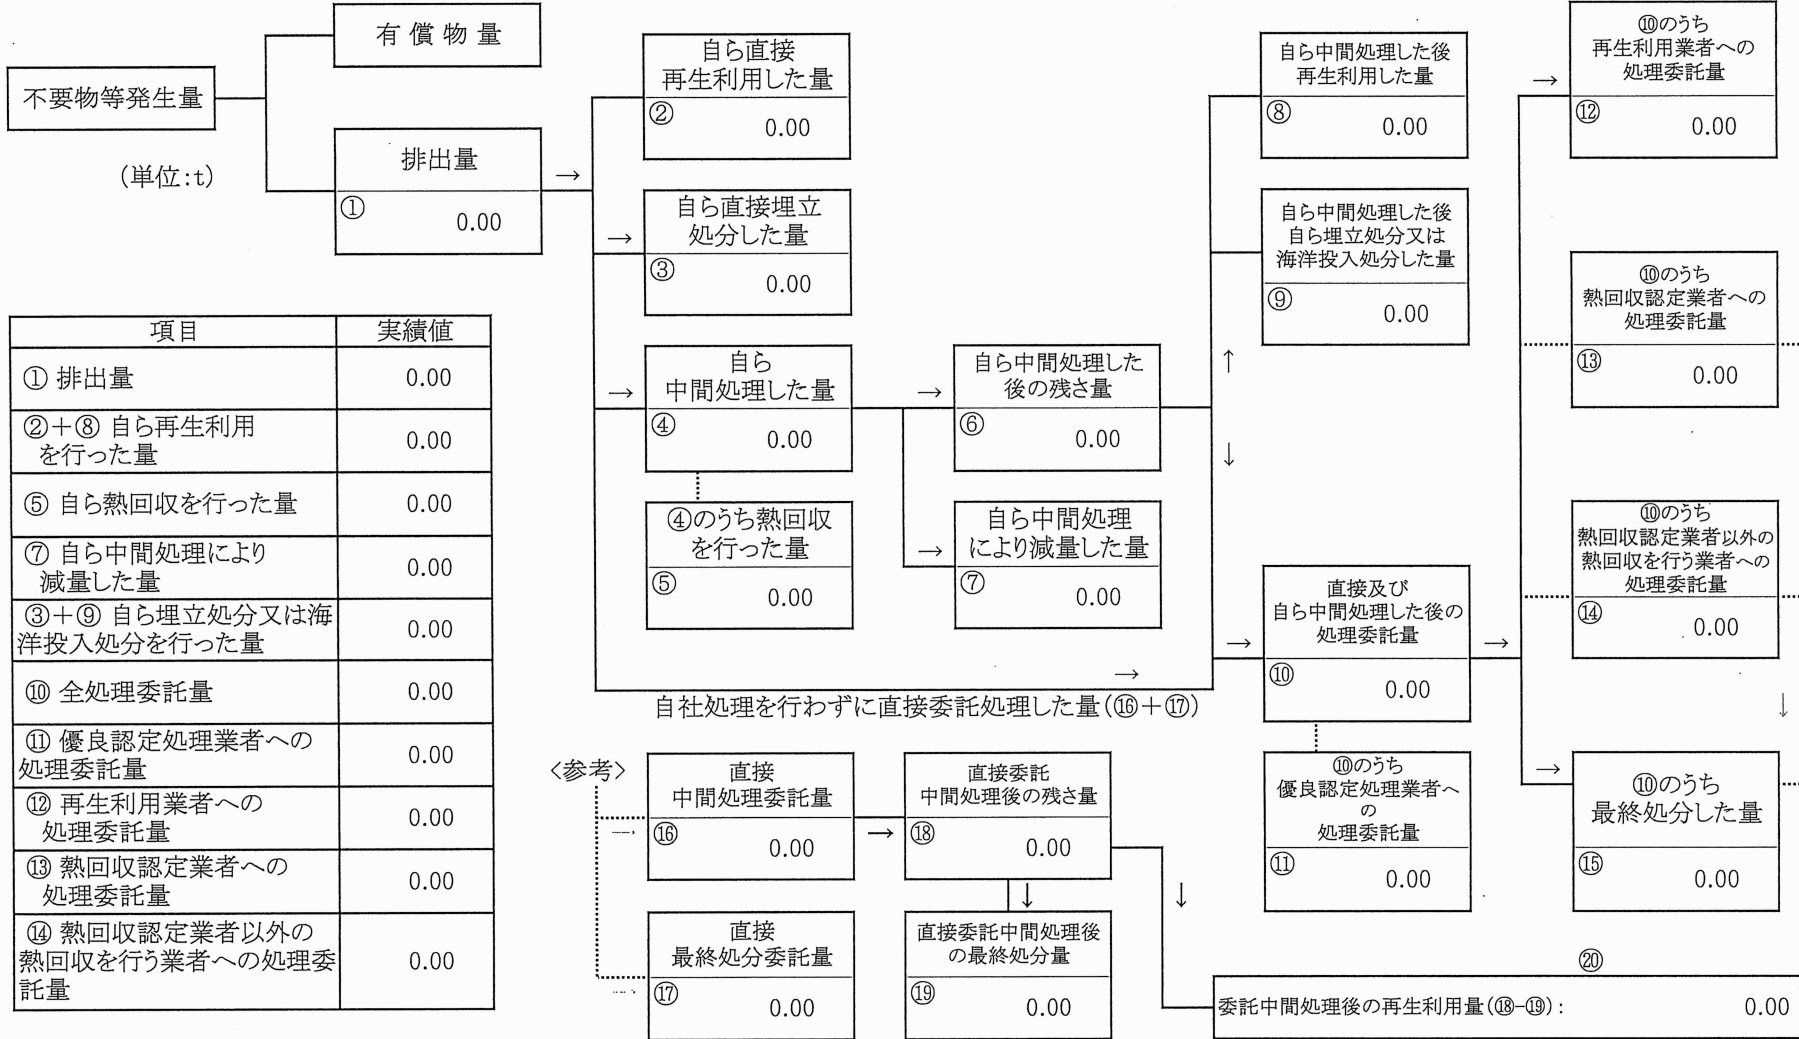 不要物等発生量
(単位:t)
有償物量
排出量
①
0.00
自ら直接
再生利用した量
②
0.00
→
自ら直接埋立
処分した量
→
③
0.00
自ら
中間処理した量
→
④
0.00
④のうち熱回収
を行った量
⑤
0.00
→
自ら中間処理した
後の残さ量
⑥
0.00
→
自ら中間処理
により減量した量
⑦
0.00
自ら中間処理した後
再生利用した量
⑧
0.00
自ら中間処理した後
自ら埋立処分又は
海洋投入処分した量
⑨
0.00
↑
↓
→
直接及び
自ら中間処理した後の
処理委託量
⑩
0.00
→
→
自社処理を行わずに直接委託処理した量(⑯+⑰)
⑩のうち
優良認定処理業者へ
の
処理委託量
⑪
0.00
→
⑩のうち
再生利用業者への
処理委託量
⑫
0.00
⑩のうち
熱回収認定業者への
処理委託量
⑬
0.00
⑩のうち
熱回収認定業者以外の
熱回収を行う業者への
処理委託量
⑭
0.00
↓
→
⑩のうち
最終処分した量
⑮
0.00
項目 実績値
① 排出量 0.00
②+⑧ 自ら再生利用
を行った量 0.00
⑤ 自ら熱回収を行った量 0.00
⑦ 自ら中間処理により
減量した量 0.00
③+⑨ 自ら埋立処分又は海
洋投入処分を行った量 0.00
⑩ 全処理委託量 0.00
⑪ 優良認定処理業者への
処理委託量 0.00
⑫ 再生利用業者への
処理委託量 0.00
⑬ 熱回収認定業者への
処理委託量 0.00
⑭ 熱回収認定業者以外の
熱回収を行う業者への処理委
託量 0.00
<参考>
直接
中間処理委託量
→
⑯
0.00
→
直接委託
中間処理後の残さ量
⑱
0.00
↓
↓
直接
最終処分委託量
→
⑰
0.00
直接委託中間処理後
の最終処分量
⑲
0.00
⑳
委託中間処理後の再生利用量(⑱-⑲): 0.00